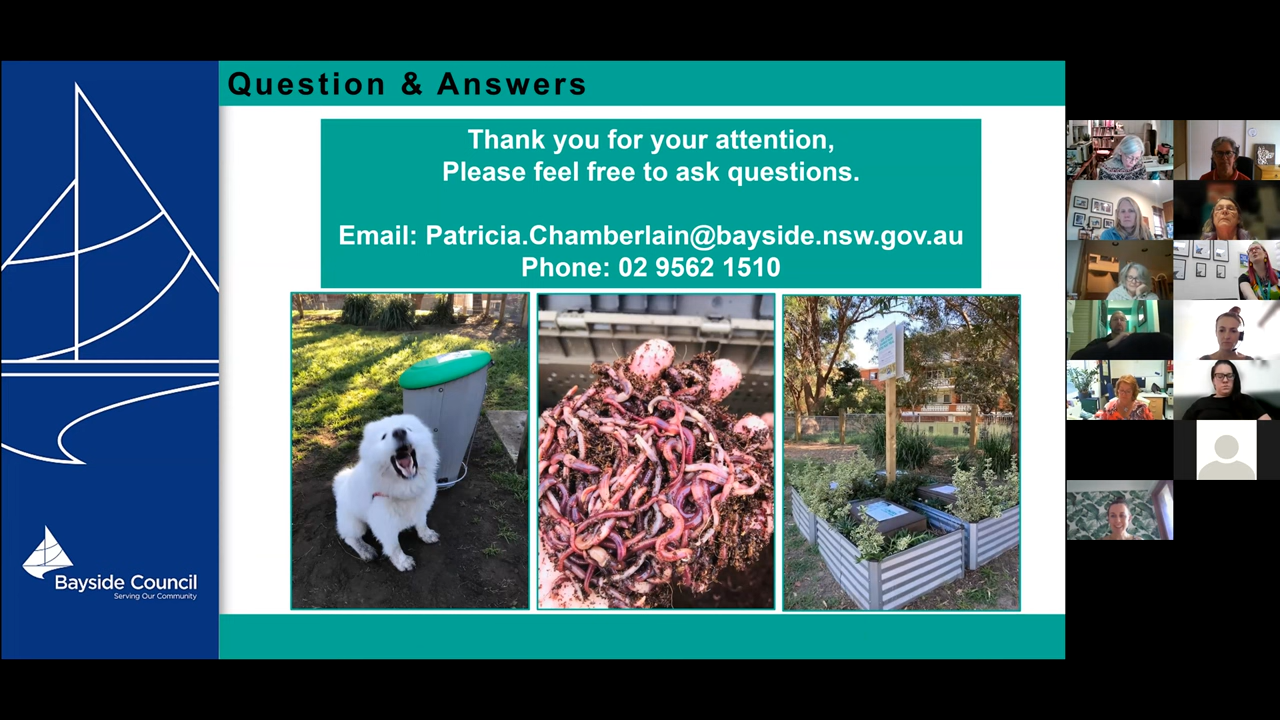 Question & Answers
Thank you for your attention,
Please feel free to ask questions.
Email: Patricia.Chamberlain@bayside.nsw.gov.au
Phone: 02 9562 1510
Bayside Council
Serving Our Community